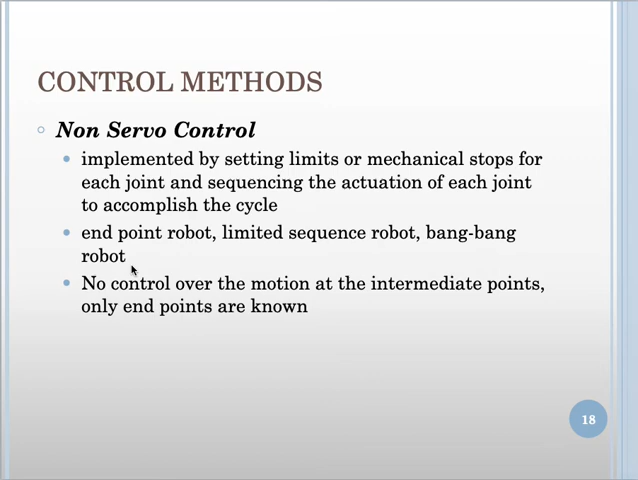 CONTROL METHODS
Non Servo Control
implemented by setting limits or mechanical stops for
each joint and sequencing the actuation of each joint
to accomplish the cycle
end point robot, limited sequence robot, bang-bang
robot
No control over the motion at the intermediate points,
only end points are known
18